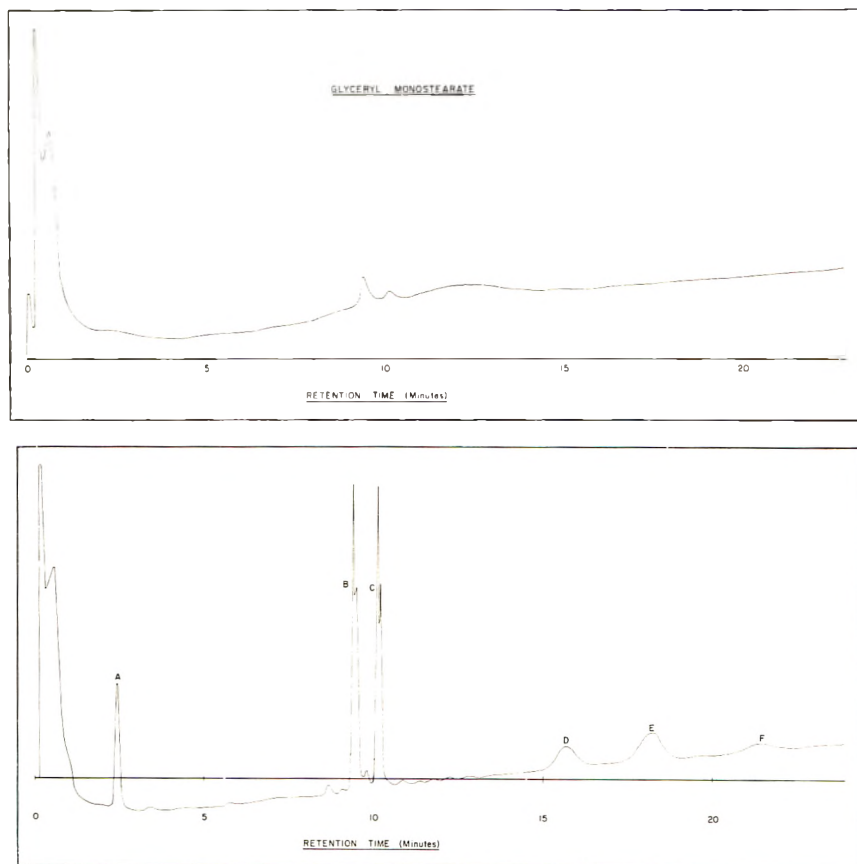 GLYCERYL MONOSTEARATE
0 5 10 15 20
RETENTION TIME (Minutes)
A
B
C
D
E
F
0 5 10 15 20
RETENTION TIME (Minutes)